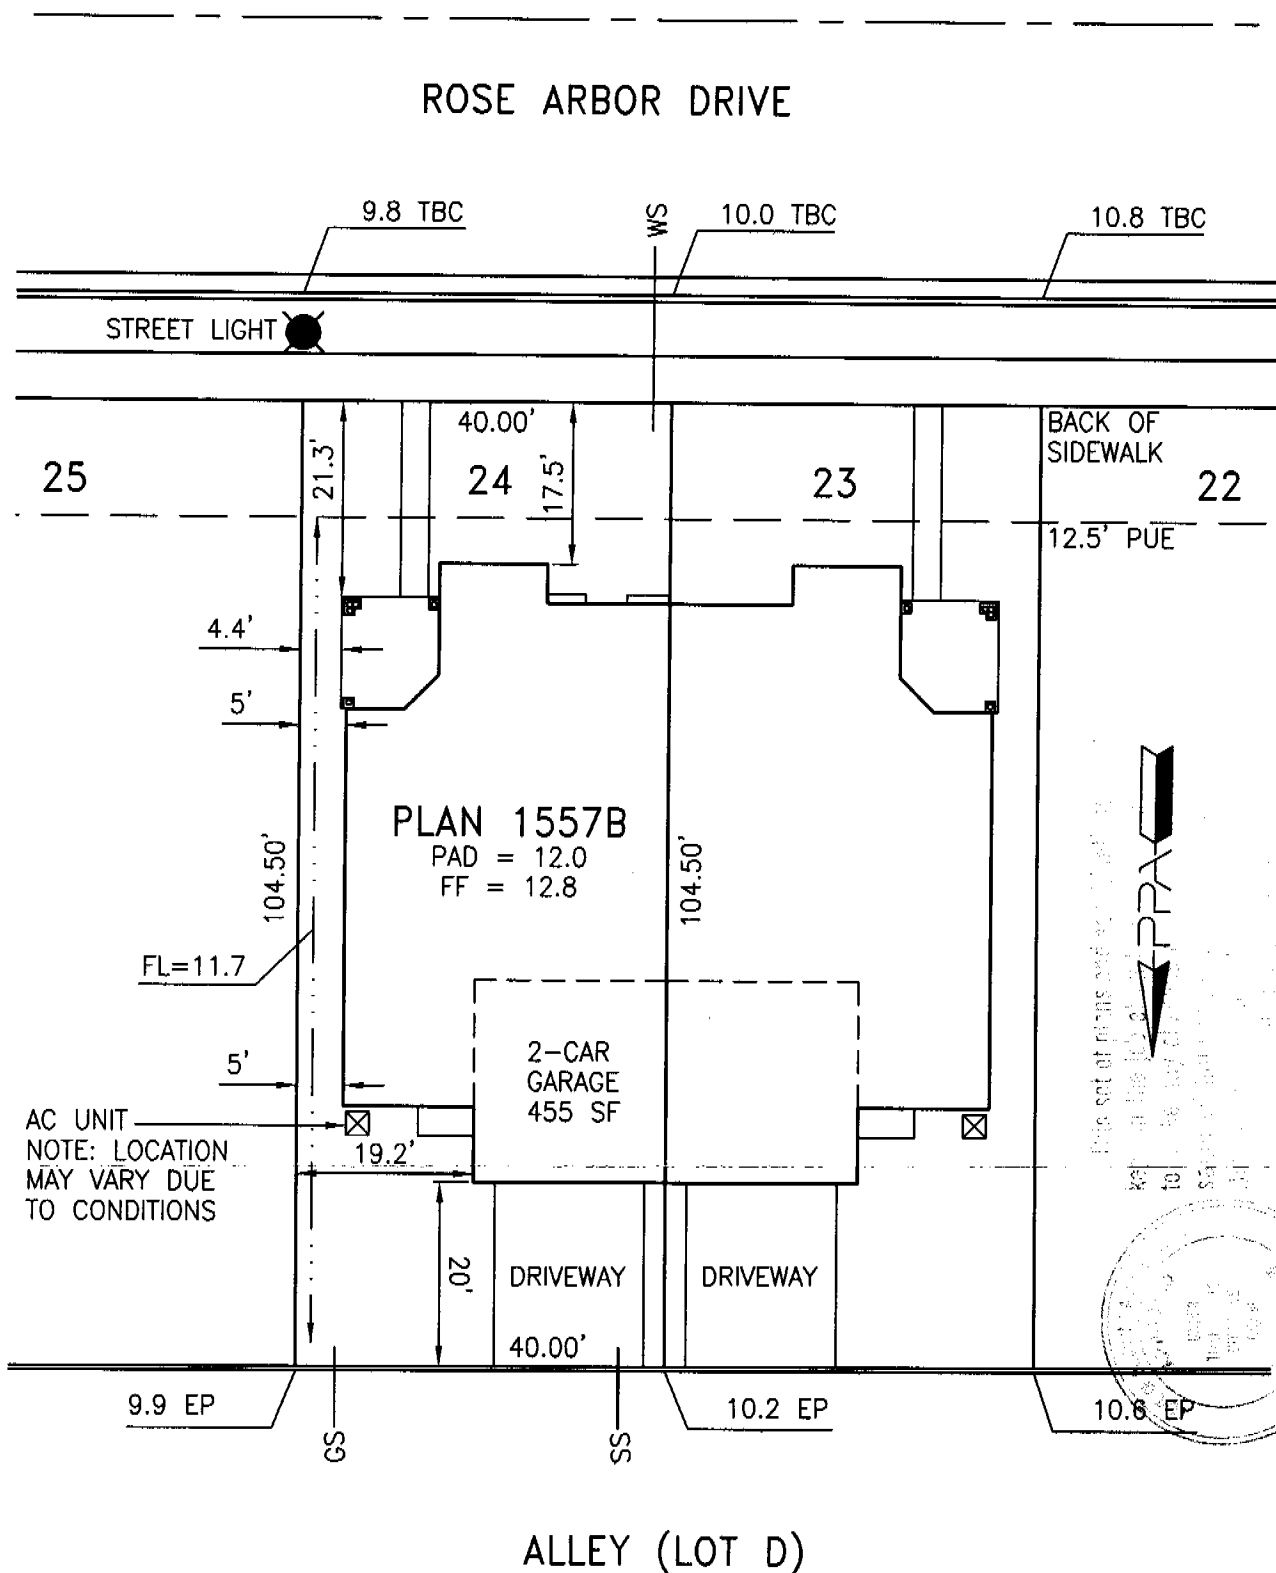 ROSE ARBOR DRIVE
9.8 TBC
WS
10.0 TBC
10.8 TBC
STREET LIGHT
40.00'
BACK OF
SIDEWALK
21.3'
17.5'
25
24
23
22
12.5' PUE
4.4'
5'
PLAN 1557B
PAD = 12.0
FF = 12.8
104.50'
104.50'
FL=11.7
PPA
2-CAR
GARAGE
455 SF
5'
AC UNIT
NOTE: LOCATION
MAY VARY DUE
TO CONDITIONS
19.2'
20'
DRIVEWAY
DRIVEWAY
40.00'
9.9 EP
10.2 EP
10.6 EP
GS
SS
ALLEY (LOT D)